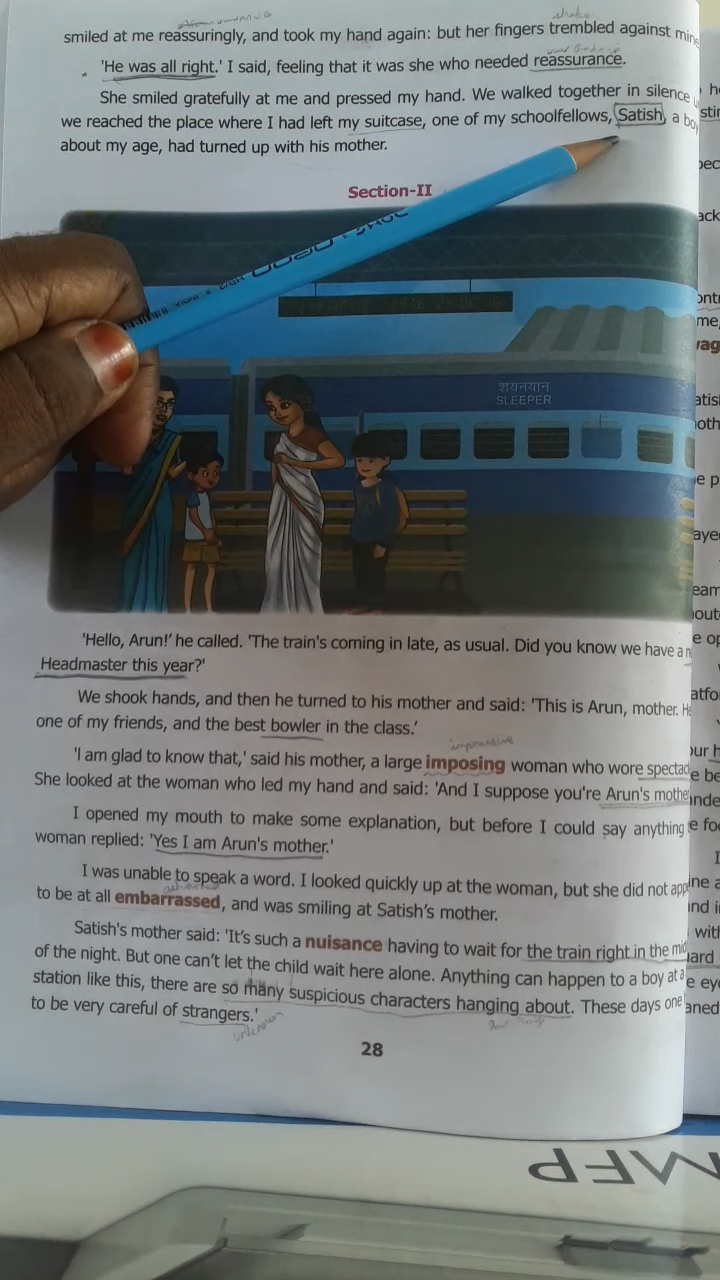 smiled at me reassuringly, and took my hand again: but her fingers trembled against
shake
'He was all right.' I said, feeling that it was she who needed reassurance.
She smiled gratefully at me and pressed my hand. We walked together in silence
we reached the place where I had left my suitcase, one of my schoolfellows, Satish, a boy
about my age, had turned up with his mother.
Section-II
शयनयान
SLEEPER
'Hello, Arun!' he called. 'The train's coming in late, as usual. Did you know we have a
Headmaster this year?'
We shook hands, and then he turned to his mother and said: 'This is Arun, mother.
one of my friends, and the best bowler in the class.'
impressive
'I am glad to know that,' said his mother, a large imposing woman who wore
She looked at the woman who led my hand and said: 'And I suppose you're Arun's
I opened my mouth to make some explanation, but before I could say anything
woman replied: 'Yes I am Arun's mother.'
I was unable to speak a word. I looked quickly up at the woman, but she did not
to be at all embarrassed, and was smiling at Satish's mother.
Satish's mother said: 'It's such a nuisance having to wait for the train right in the
of the night. But one can't let the child wait here alone. Anything can happen to a boy at a
station like this, there are so many suspicious characters hanging about. These days one
to be very careful of strangers.'
unknown
28